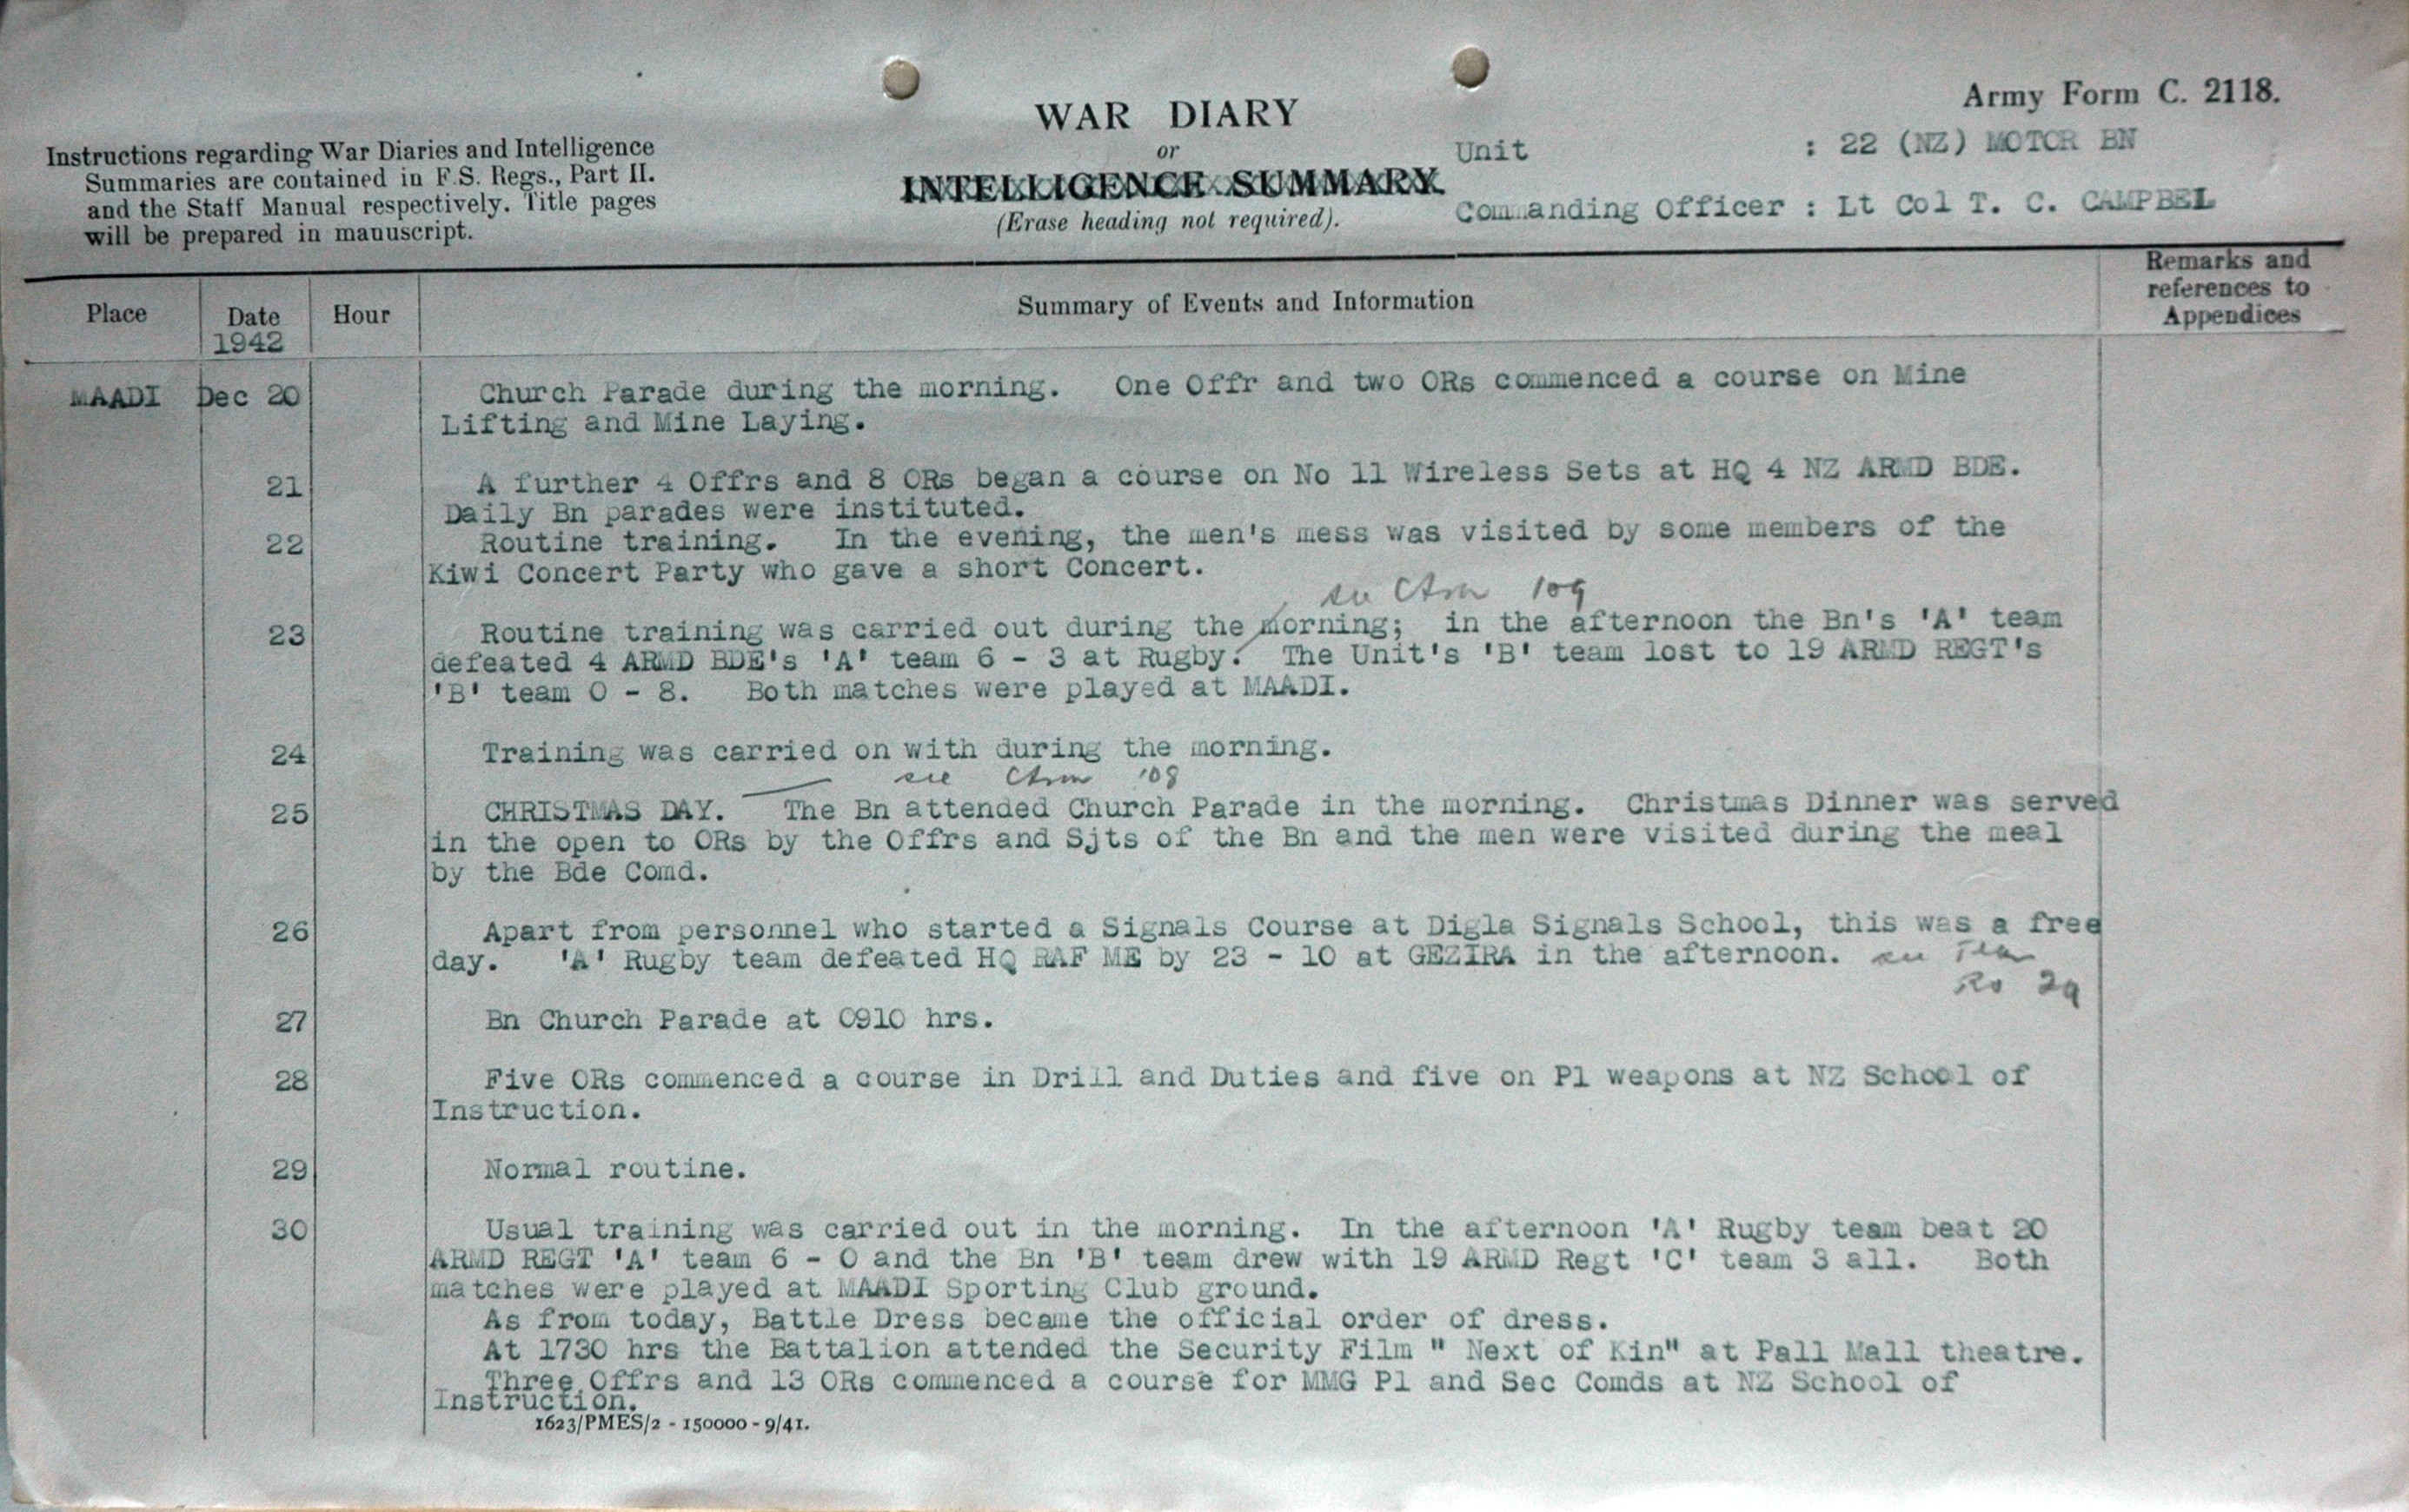 Army Form C. 2118.
WAR DIARY
or
INTELLIGENCE SUMMARY
(Erase heading not required).
Instructions regarding War Diaries and Intelligence
Summaries are contained in F.S. Regs., Part II.
and the Staff Manual respectively. Title pages
will be prepared in manuscript.
Unit : 22 (NZ) MOTOR BN
Commanding Officer : Lt Col T. C. CAMPBEL
Place Date Hour Summary of Events and Information Remarks and
references to
Appendices
1942
MAADI Dec 20 Church Parade during the morning. One Offr and two ORs commenced a course on Mine
Lifting and Mine Laying.
21 A further 4 Offrs and 8 ORs began a course on No 11 Wireless Sets at HQ 4 NZ ARMD BDE.
Daily Bn parades were instituted.
22 Routine training. In the evening, the men's mess was visited by some members of the
Kiwi Concert Party who gave a short Concert.
109
23 Routine training was carried out during the morning; in the afternoon the Bn's 'A' team
defeated 4 ARMD BDE's 'A' team 6 - 3 at Rugby. The Unit's 'B' team lost to 19 ARMD REGT's
'B' team 0 - 8. Both matches were played at MAADI.
24 Training was carried on with during the morning.
see 108
25 CHRISTMAS DAY. The Bn attended Church Parade in the morning. Christmas Dinner was served
in the open to ORs by the Offrs and Sjts of the Bn and the men were visited during the meal
by the Bde Comd.
26 Apart from personnel who started a Signals Course at Digla Signals School, this was a free
day. 'A' Rugby team defeated HQ RAF ME by 23 - 10 at GEZIRA in the afternoon.
27 Bn Church Parade at 0910 hrs.
28 Five ORs commenced a course in Drill and Duties and five on Pl weapons at NZ School of
Instruction.
29 Normal routine.
30 Usual training was carried out in the morning. In the afternoon 'A' Rugby team beat 20
ARMD REGT 'A' team 6 - 0 and the Bn 'B' team drew with 19 ARMD Regt 'C' team 3 all. Both
matches were played at MAADI Sporting Club ground.
As from today, Battle Dress became the official order of dress.
At 1730 hrs the Battalion attended the Security Film " Next of Kin" at Pall Mall theatre.
Three Offrs and 13 ORs commenced a course for MMG Pl and Sec Comds at NZ School of
Instruction.
1623/PMES/2 - 150000 - 9/41.